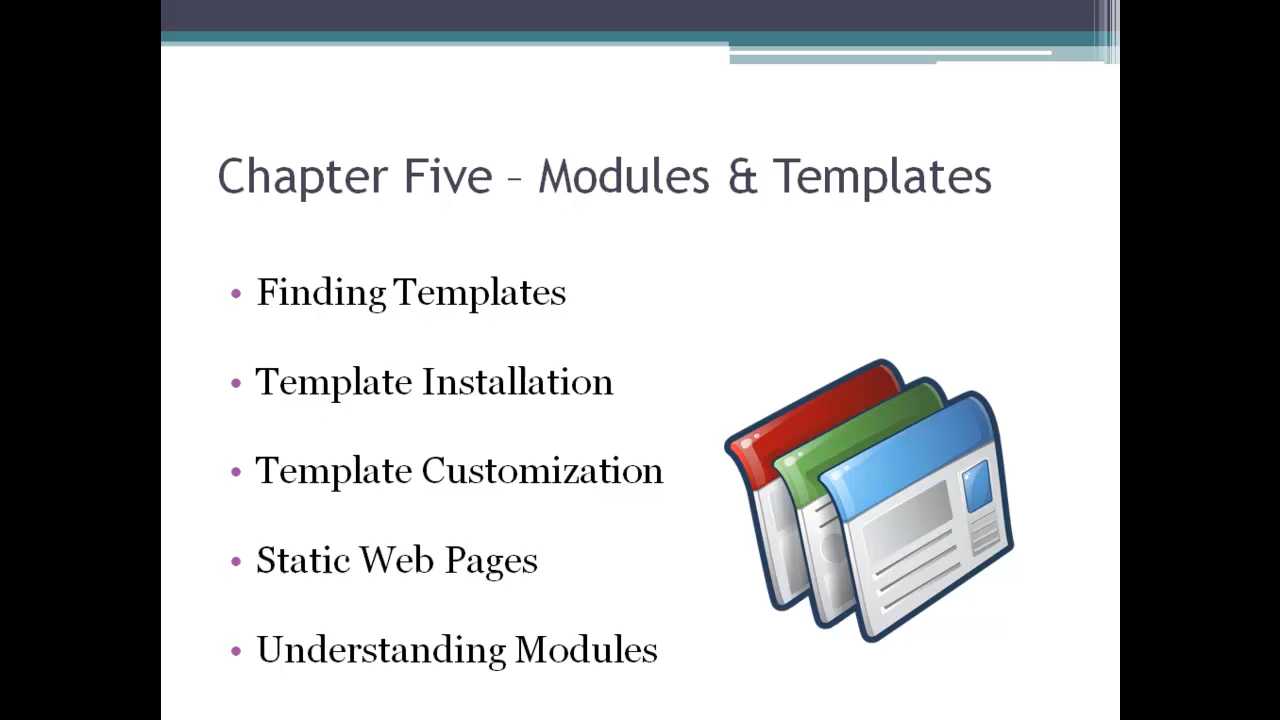 Chapter Five – Modules & Templates
• Finding Templates
• Template Installation
• Template Customization
• Static Web Pages
• Understanding Modules